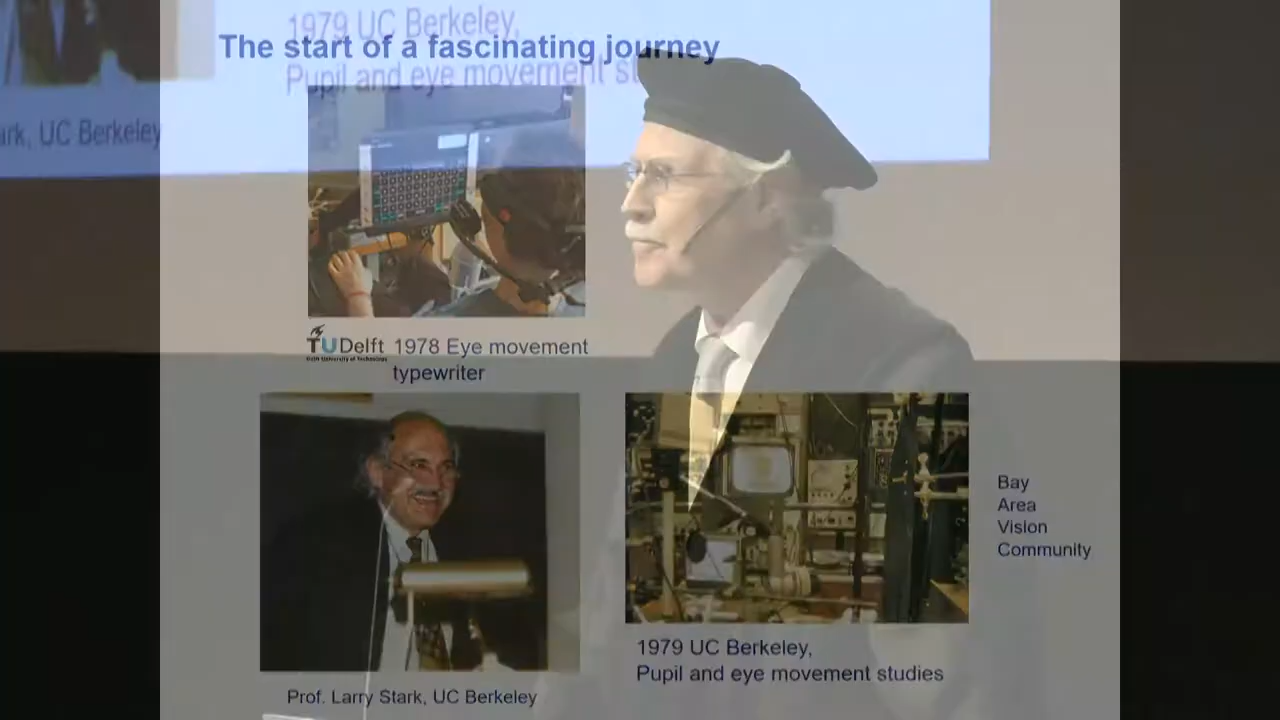 1979 UC Berkeley,
The start of a fascinating journey
Pupil and eye movement st
ark, UC Berkeley
TUDelft 1978 Eye movement
typewriter
Bay
Area
Vision
Community
1979 UC Berkeley,
Pupil and eye movement studies
Prof. Larry Stark, UC Berkeley